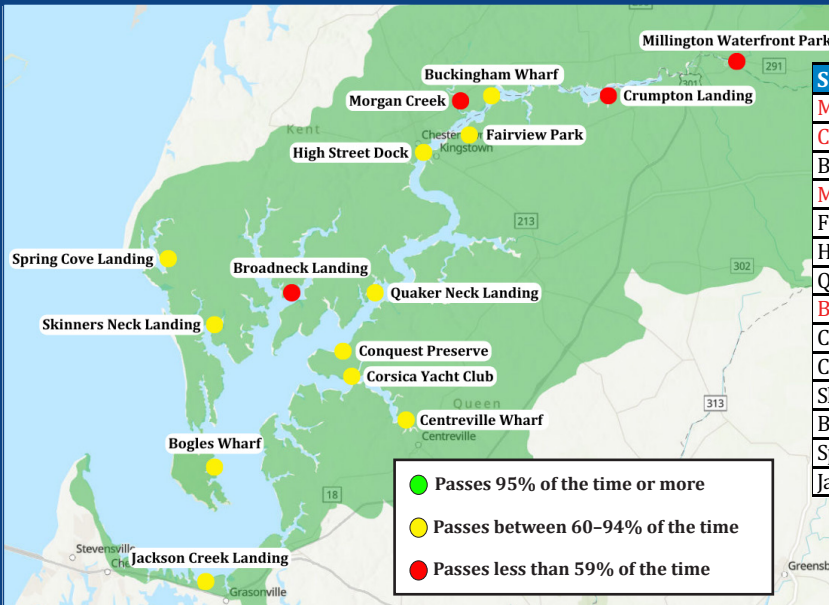 Millington Waterfront Park
291
301
Buckingham Wharf
Morgan Creek
Crumpton Landing
Kent
Chester
Kingstown
Fairview Park
High Street Dock
213
302
Spring Cove Landing
Broadneck Landing
Quaker Neck Landing
Skinners Neck Landing
Conquest Preserve
Corsica Yacht Club
313
Queen
Centreville Wharf
Centreville
Bogles Wharf
18
Passes 95% of the time or more
Passes between 60–94% of the time
Passes less than 59% of the time
Stevensville
Che
Jackson Creek Landing
Grasonville
Greensb
S
M
C
B
M
F
H
Q
B
C
C
S
B
S
Ja